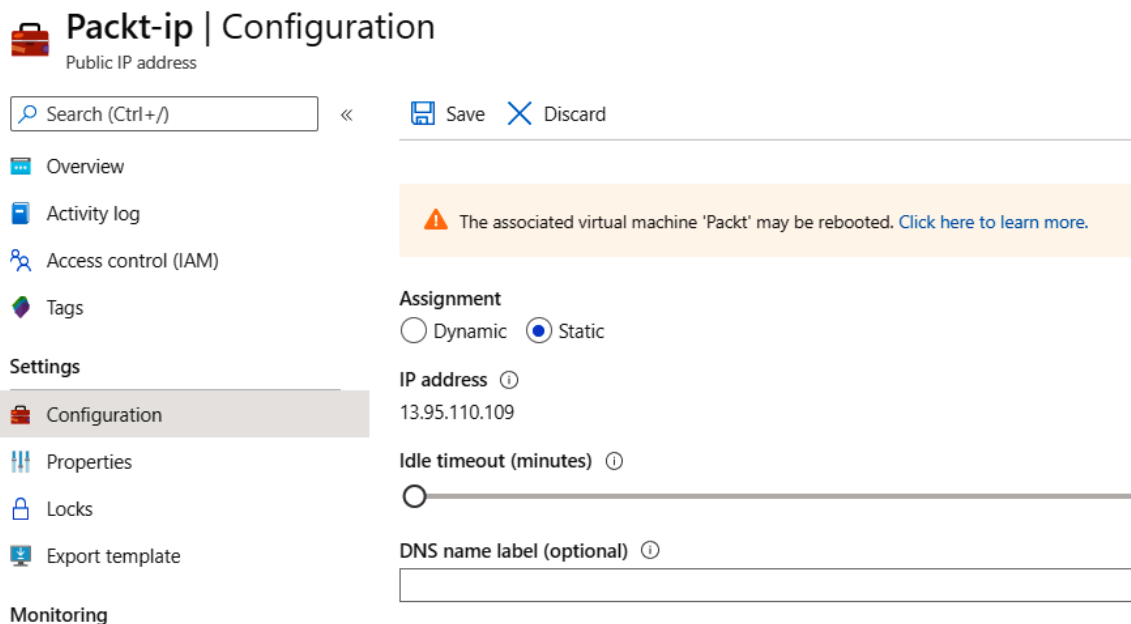 Packt-ip | Configuration
Public IP address
Search (Ctrl+/)
«
Save
Discard
Overview
Activity log
Access control (IAM)
Tags
Settings
Configuration
Properties
Locks
Export template
Monitoring
The associated virtual machine 'Packt' may be rebooted. Click here to learn more.
Assignment
Dynamic Static
IP address
13.95.110.109
Idle timeout (minutes)
DNS name label (optional)